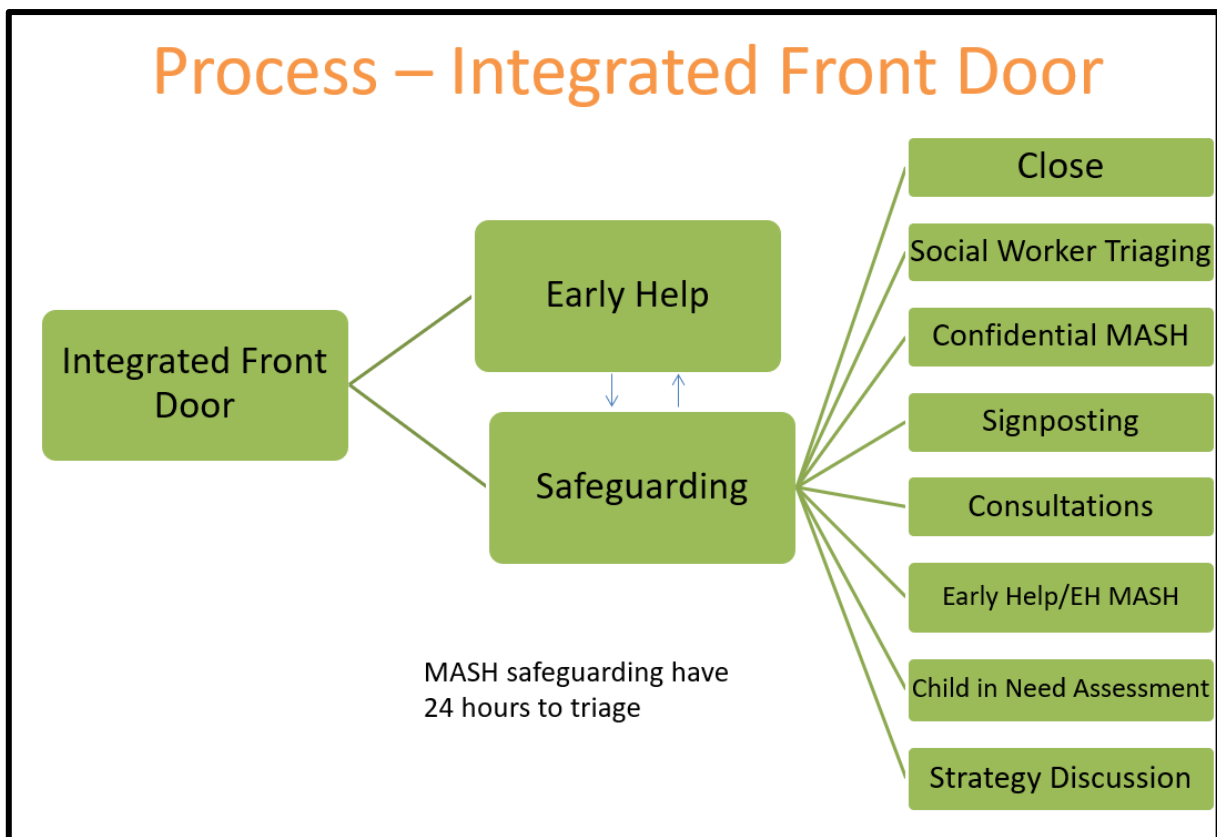 Process – Integrated Front Door
Integrated Front
Door
Early Help
Safeguarding
MASH safeguarding have
24 hours to triage
Close
Social Worker Triaging
Confidential MASH
Signposting
Consultations
Early Help/EH MASH
Child in Need Assessment
Strategy Discussion